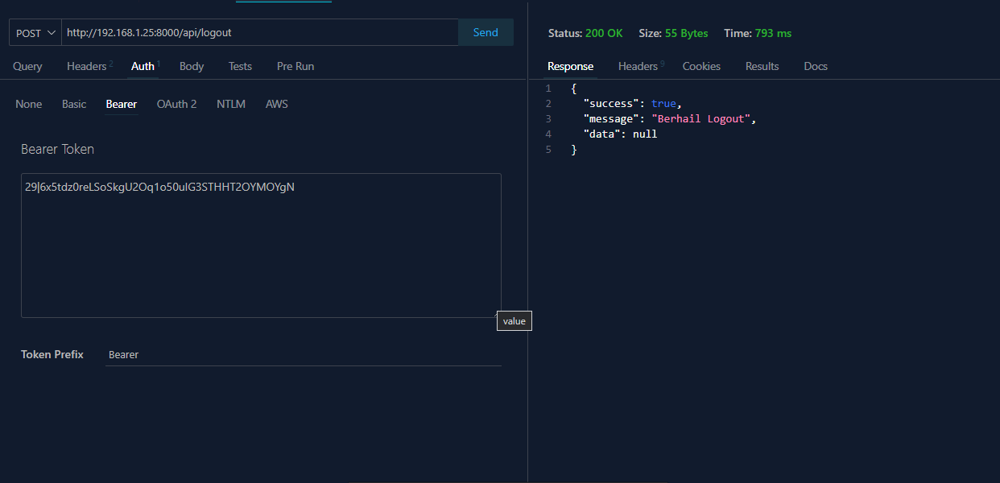 POST http://192.168.1.25:8000/api/logout Send
Query Headers 2 Auth 1 Body Tests Pre Run
None Basic Bearer OAuth 2 NTLM AWS
Bearer Token
29|6x5tdz0reLSoSkgU2Oq1o50uIG3STHHT2OYMOYgN
value
Token Prefix Bearer
Status: 200 OK Size: 55 Bytes Time: 793 ms
Response Headers 9 Cookies Results Docs
1 {
2 "success": true,
3 "message": "Berhail Logout",
4 "data": null
5 }